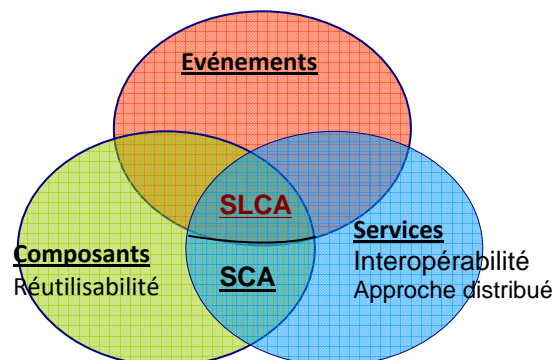 Evénements
SLCA
Composants
Réutilisabilité
SCA
Services
Interopérabilité
Approche distribué